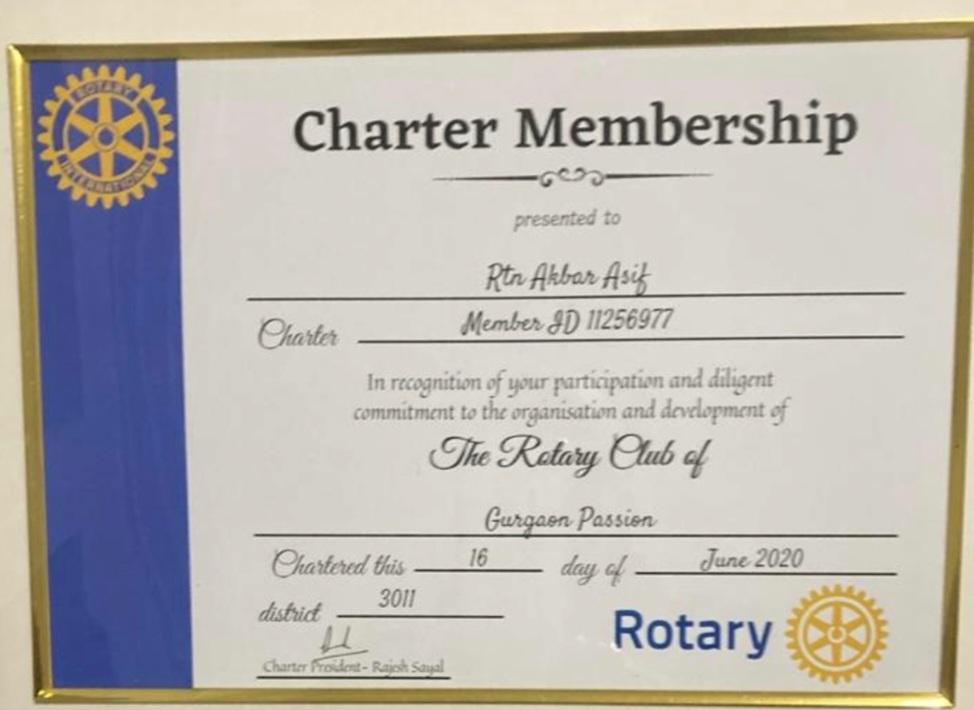 ROTARY
INTERNATIONAL
Charter Membership
presented to
Rtn Akbar Asif
Charter Member ID 11256977
In recognition of your participation and diligent
commitment to the organisation and development of
The Rotary Club of
Gurgaon Passion
Chartered this 16 day of June 2020
district 3011
Charter President- Rajesh Sayal
Rotary